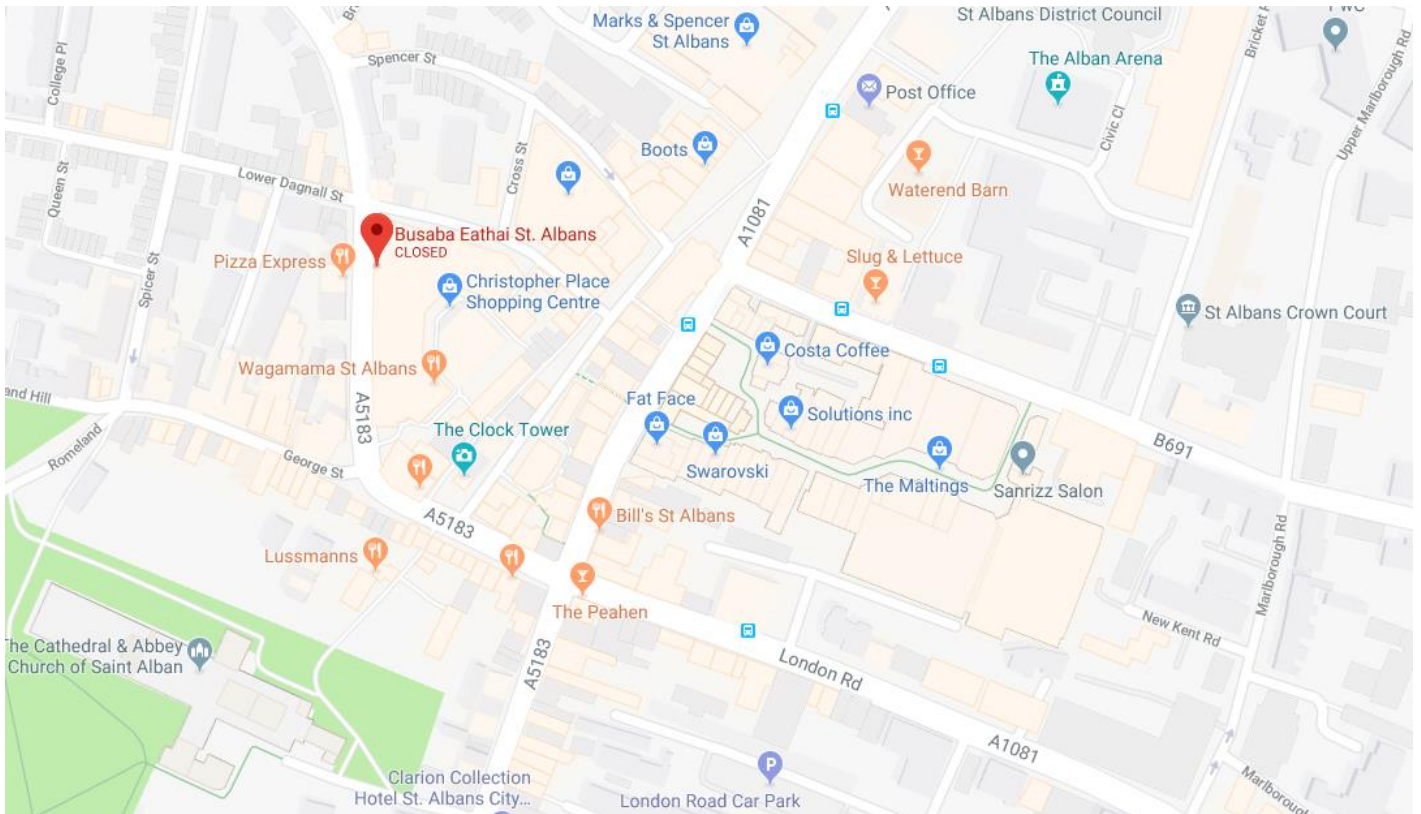 PWC
St Albans District Council
Marks & Spencer
St Albans
Bricket R
Upper Marlborough Rd
College Pl
Spencer St
The Alban Arena
Post Office
Civic Cl
Boots
Cross St
Waterend Barn
Queen St
Lower Dagnall St
A1081
Busaba Eathai St. Albans
CLOSED
Pizza Express
Slug & Lettuce
Spicer St
Christopher Place
Shopping Centre
St Albans Crown Court
Costa Coffee
Wagamama St Albans
and Hill
Fat Face
Solutions inc
A5183
The Clock Tower
B691
Romeland
George St
Swarovski
The Maltings
Sanrizz Salon
A5183
Bill's St Albans
Lussmanns
Marlborough Rd
The Peahen
New Kent Rd
The Cathedral & Abbey
Church of Saint Alban
A5183
London Rd
A1081
Clarion Collection
Hotel St. Albans City...
P
London Road Car Park
Marlborou